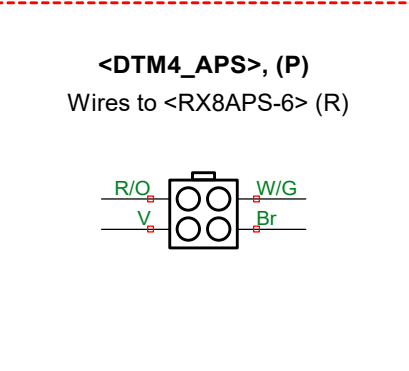 <DTM4_APS>, (P)
Wires to <RX8APS-6> (R)
R/O W/G
V Br